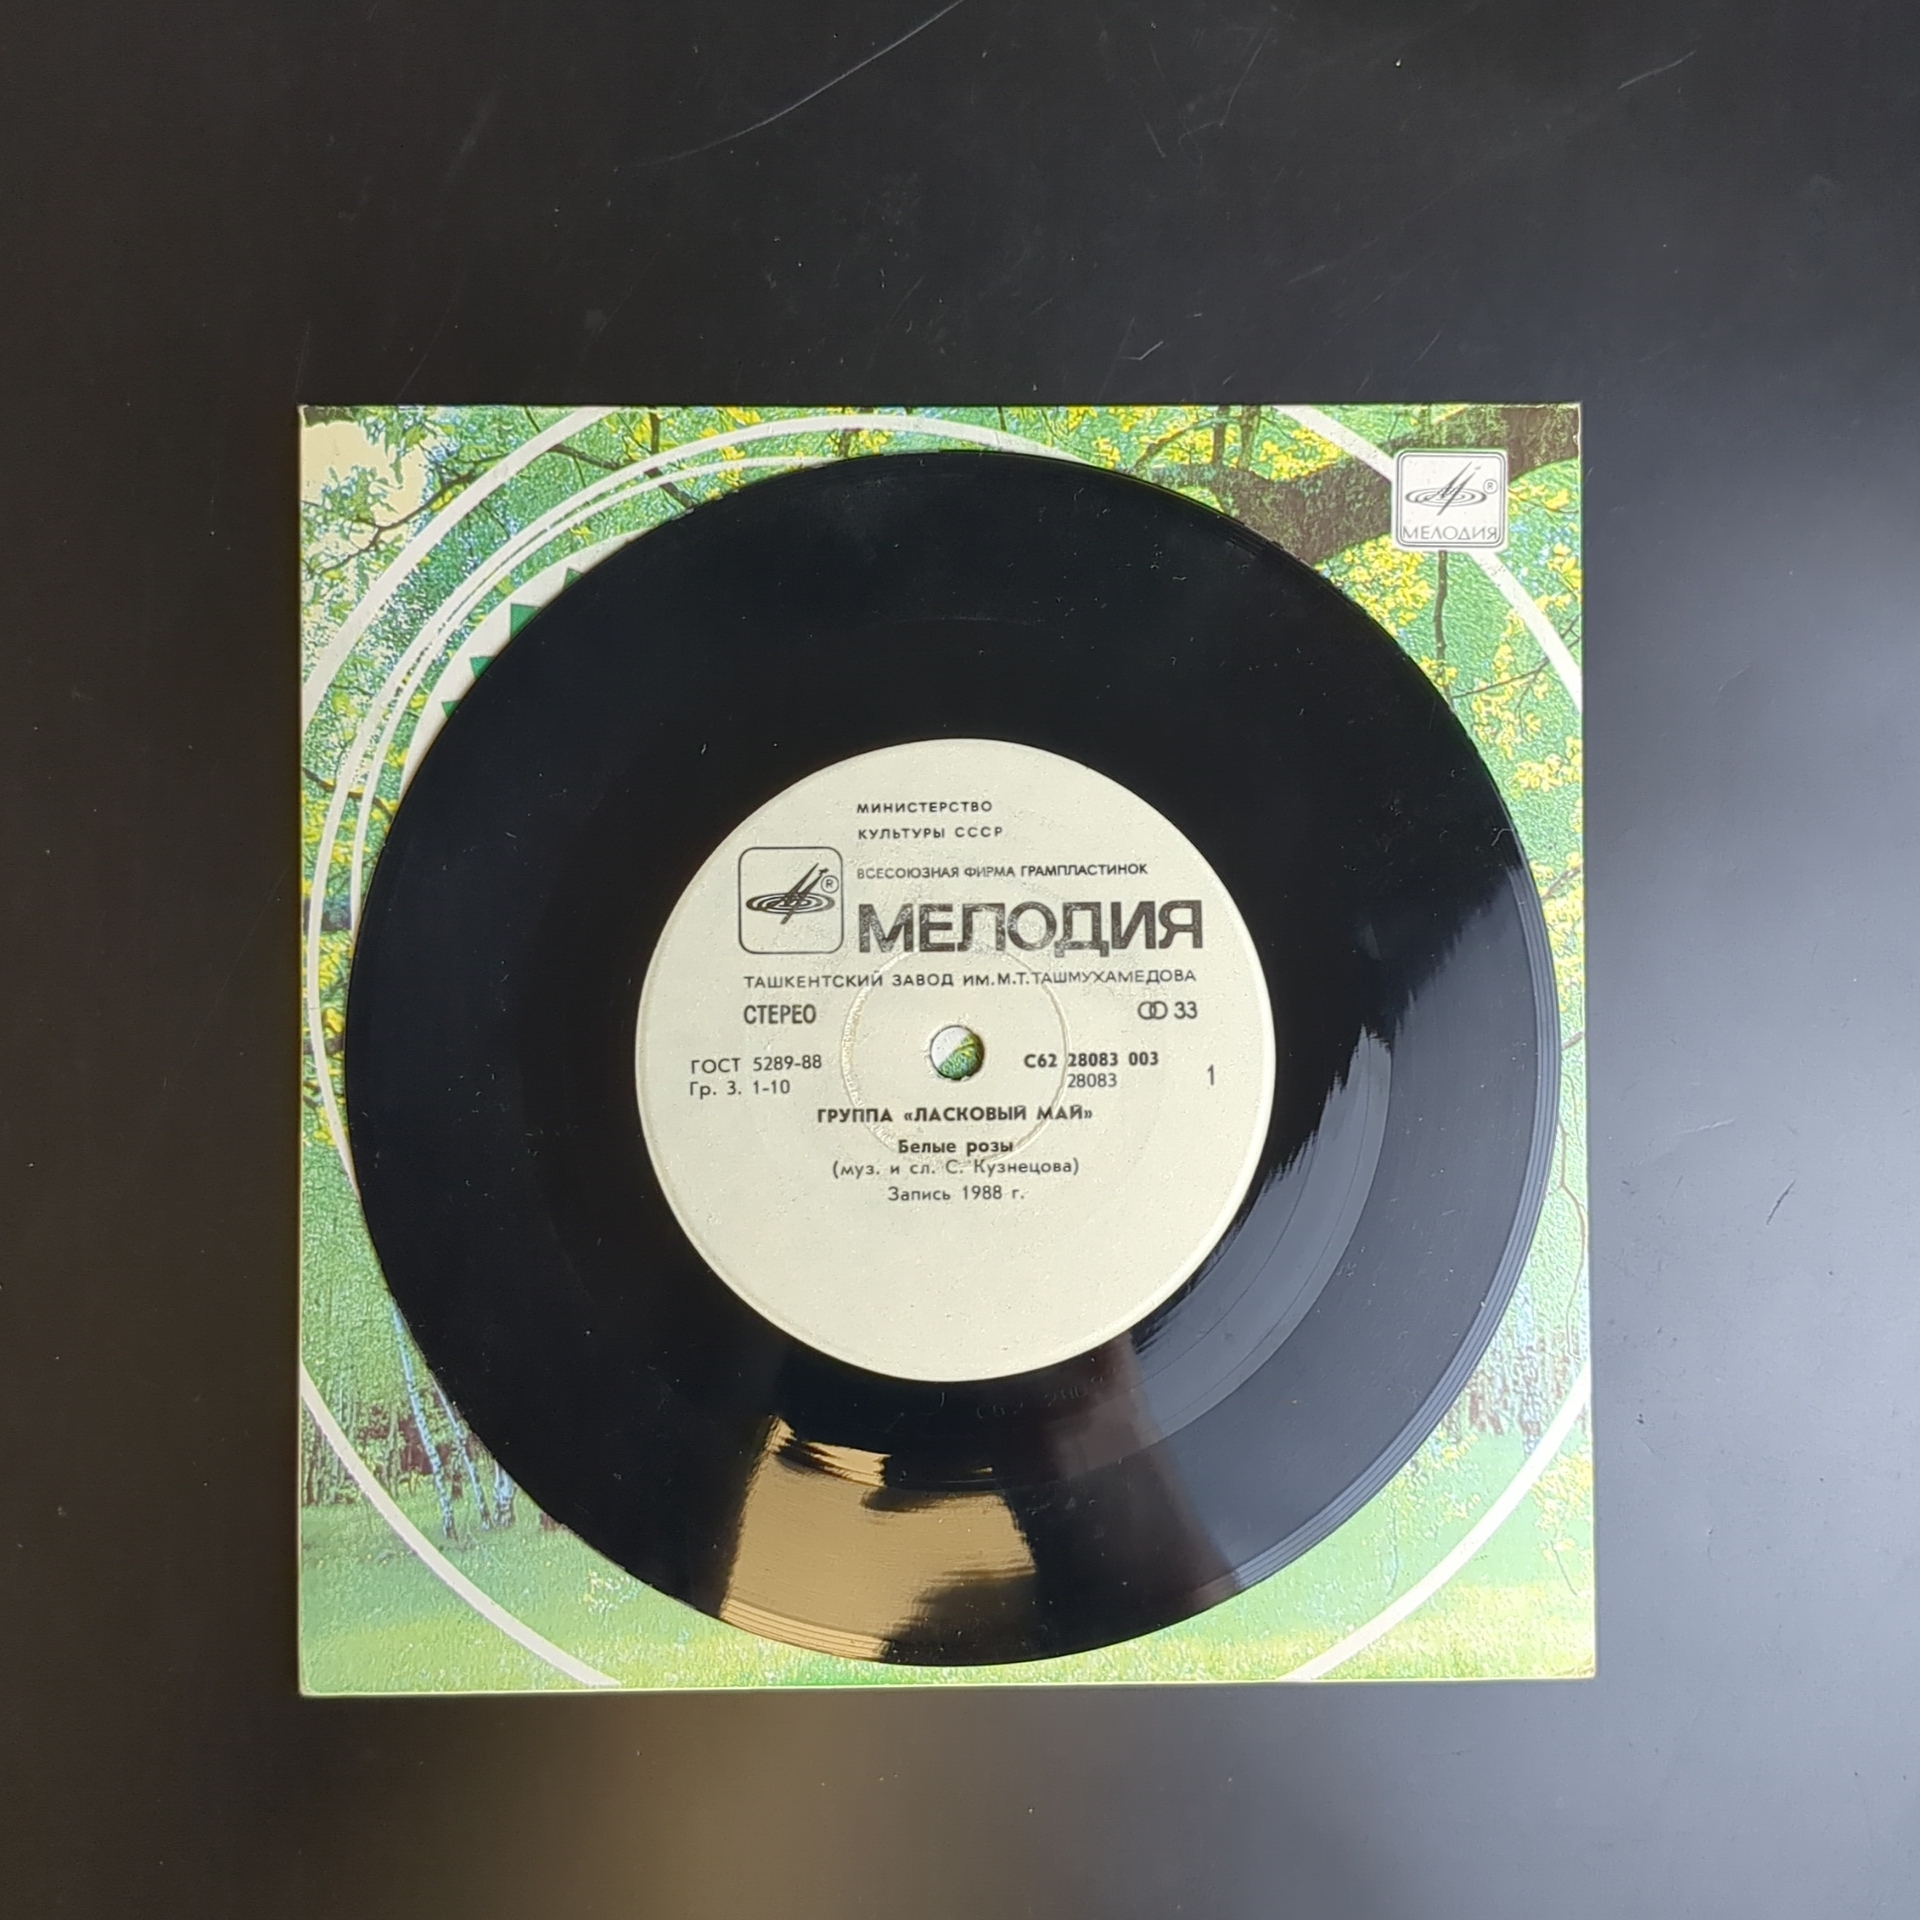 МЕЛОДИЯ
МИНИСТЕРСТВО
КУЛЬТУРЫ СССР
ВСЕСОЮЗНАЯ ФИРМА ГРАМПЛАСТИНОК
МЕЛОДИЯ
ТАШКЕНТСКИЙ ЗАВОД ИМ.М.Т.ТАШМУХАМЕДОВА
СТЕРЕО 33
ГОСТ 5289-88 С62 28083 003
Гр. 3. 1-10 28083 1
ГРУППА «ЛАСКОВЫЙ МАЙ»
Белые розы
(муз. и сл. С. Кузнецова)
Запись 1988 г.